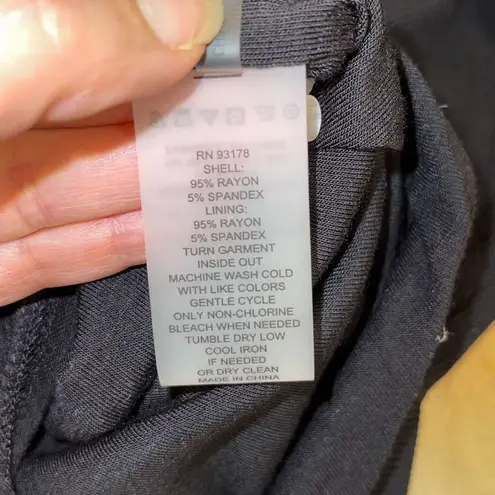 RN 93178
SHELL:
95% RAYON
5% SPANDEX
LINING:
95% RAYON
5% SPANDEX
TURN GARMENT
INSIDE OUT
MACHINE WASH COLD
WITH LIKE COLORS
GENTLE CYCLE
ONLY NON-CHLORINE
BLEACH WHEN NEEDED
TUMBLE DRY LOW
COOL IRON
IF NEEDED
OR DRY CLEAN
MADE IN CHINA